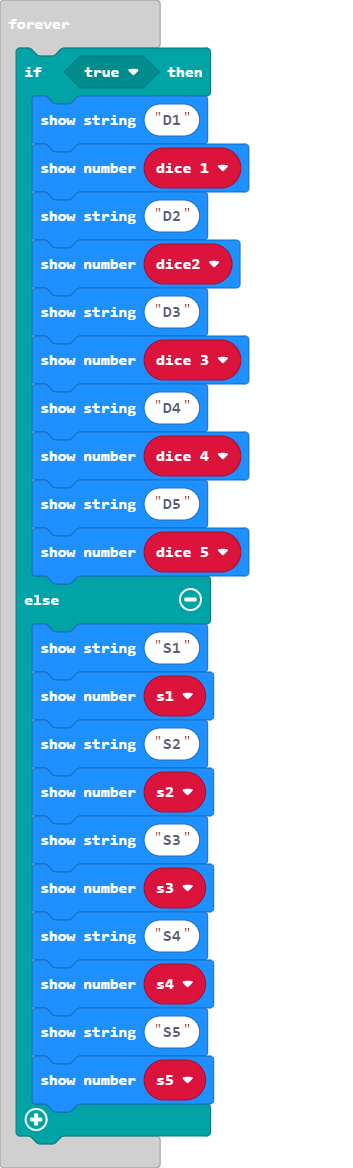 forever
if true then
show string "D1"
show number dice 1
show string "D2"
show number dice2
show string "D3"
show number dice 3
show string "D4"
show number dice 4
show string "D5"
show number dice 5
else
show string "S1"
show number s1
show string "S2"
show number s2
show string "S3"
show number s3
show string "S4"
show number s4
show string "S5"
show number s5